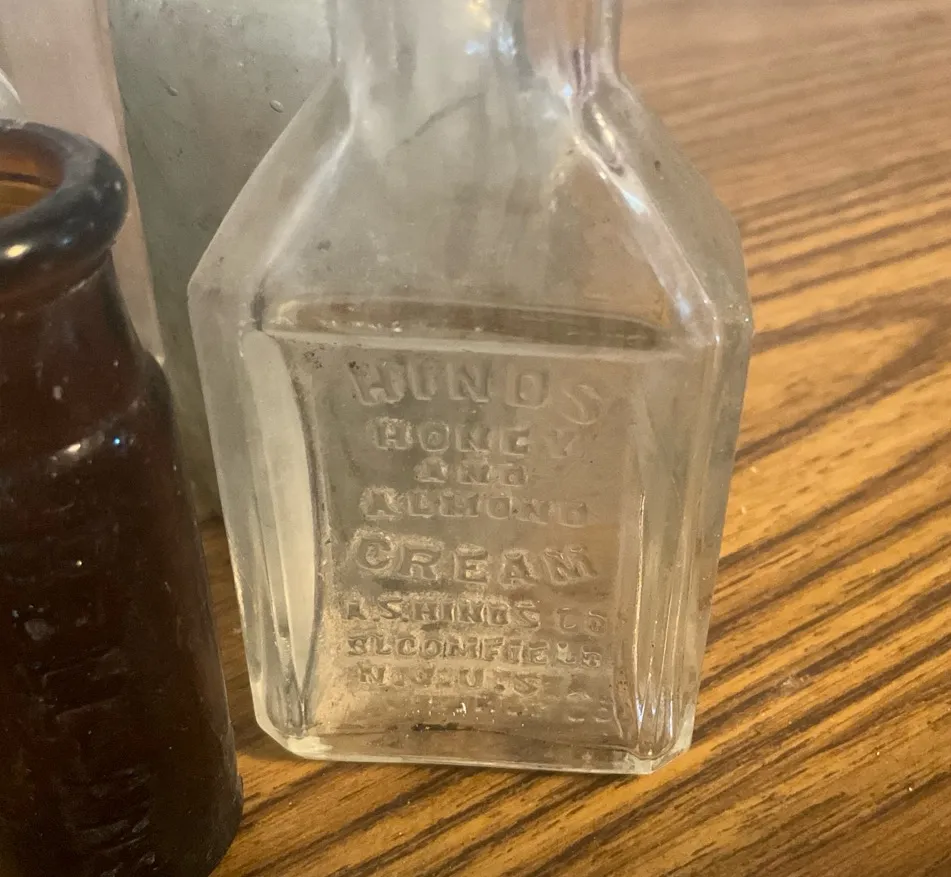 HINDS
HONEY
AND
ALMOND
CREAM
A.S.HINDS CO
BLOOMFIELD
N.J.U.S.A